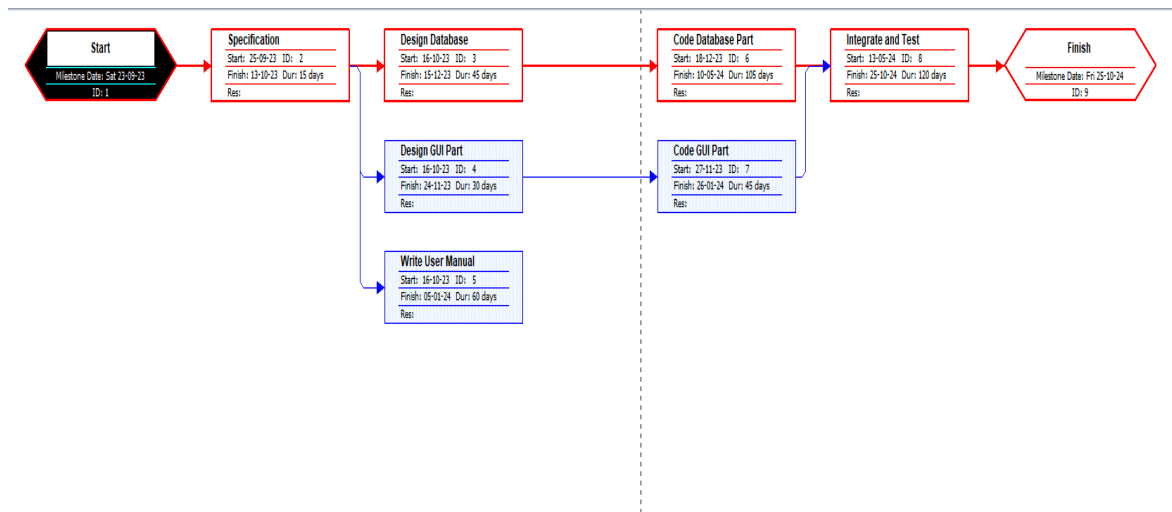 Start
Milestone Date: Sat 23-09-23
ID: 1
Specification
Start: 25-09-23 ID: 2
Finish: 13-10-23 Dur: 15 days
Res:
Design Database
Start: 16-10-23 ID: 3
Finish: 15-12-23 Dur: 45 days
Res:
Code Database Part
Start: 18-12-23 ID: 6
Finish: 10-05-24 Dur: 105 days
Res:
Integrate and Test
Start: 13-05-24 ID: 8
Finish: 25-10-24 Dur: 120 days
Res:
Finish
Milestone Date: Fri 25-10-24
ID: 9
Design GUI Part
Start: 16-10-23 ID: 4
Finish: 24-11-23 Dur: 30 days
Res:
Code GUI Part
Start: 27-11-23 ID: 7
Finish: 26-01-24 Dur: 45 days
Res:
Write User Manual
Start: 16-10-23 ID: 5
Finish: 05-01-24 Dur: 60 days
Res: